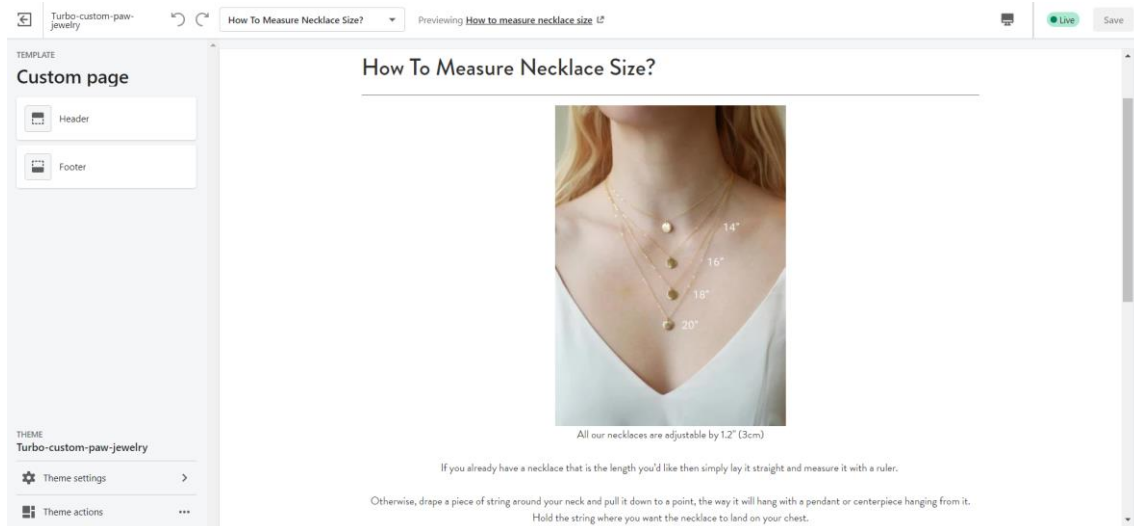 Turbo-custom-paw-
jewelry
How To Measure Necklace Size?
Previewing How to measure necklace size
Live
Save
TEMPLATE
Custom page
Header
Footer
THEME
Turbo-custom-paw-jewelry
Theme settings
Theme actions
How To Measure Necklace Size?
14"
16"
18"
20"
All our necklaces are adjustable by 1.2" (3cm)
If you already have a necklace that is the length you'd like then simply lay it straight and measure it with a ruler.
Otherwise, drape a piece of string around your neck and pull it down to a point, the way it will hang with a pendant or centerpiece hanging from it.
Hold the string where you want the necklace to land on your chest.